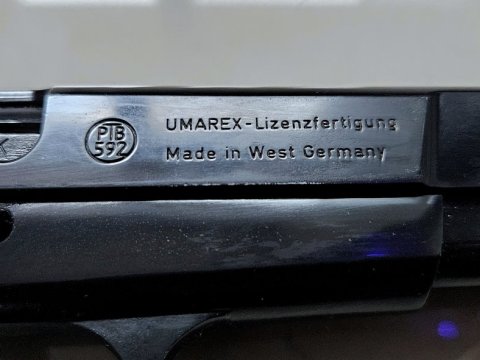 PTB
592
UMAREX-Lizenzfertigung
Made in West Germany